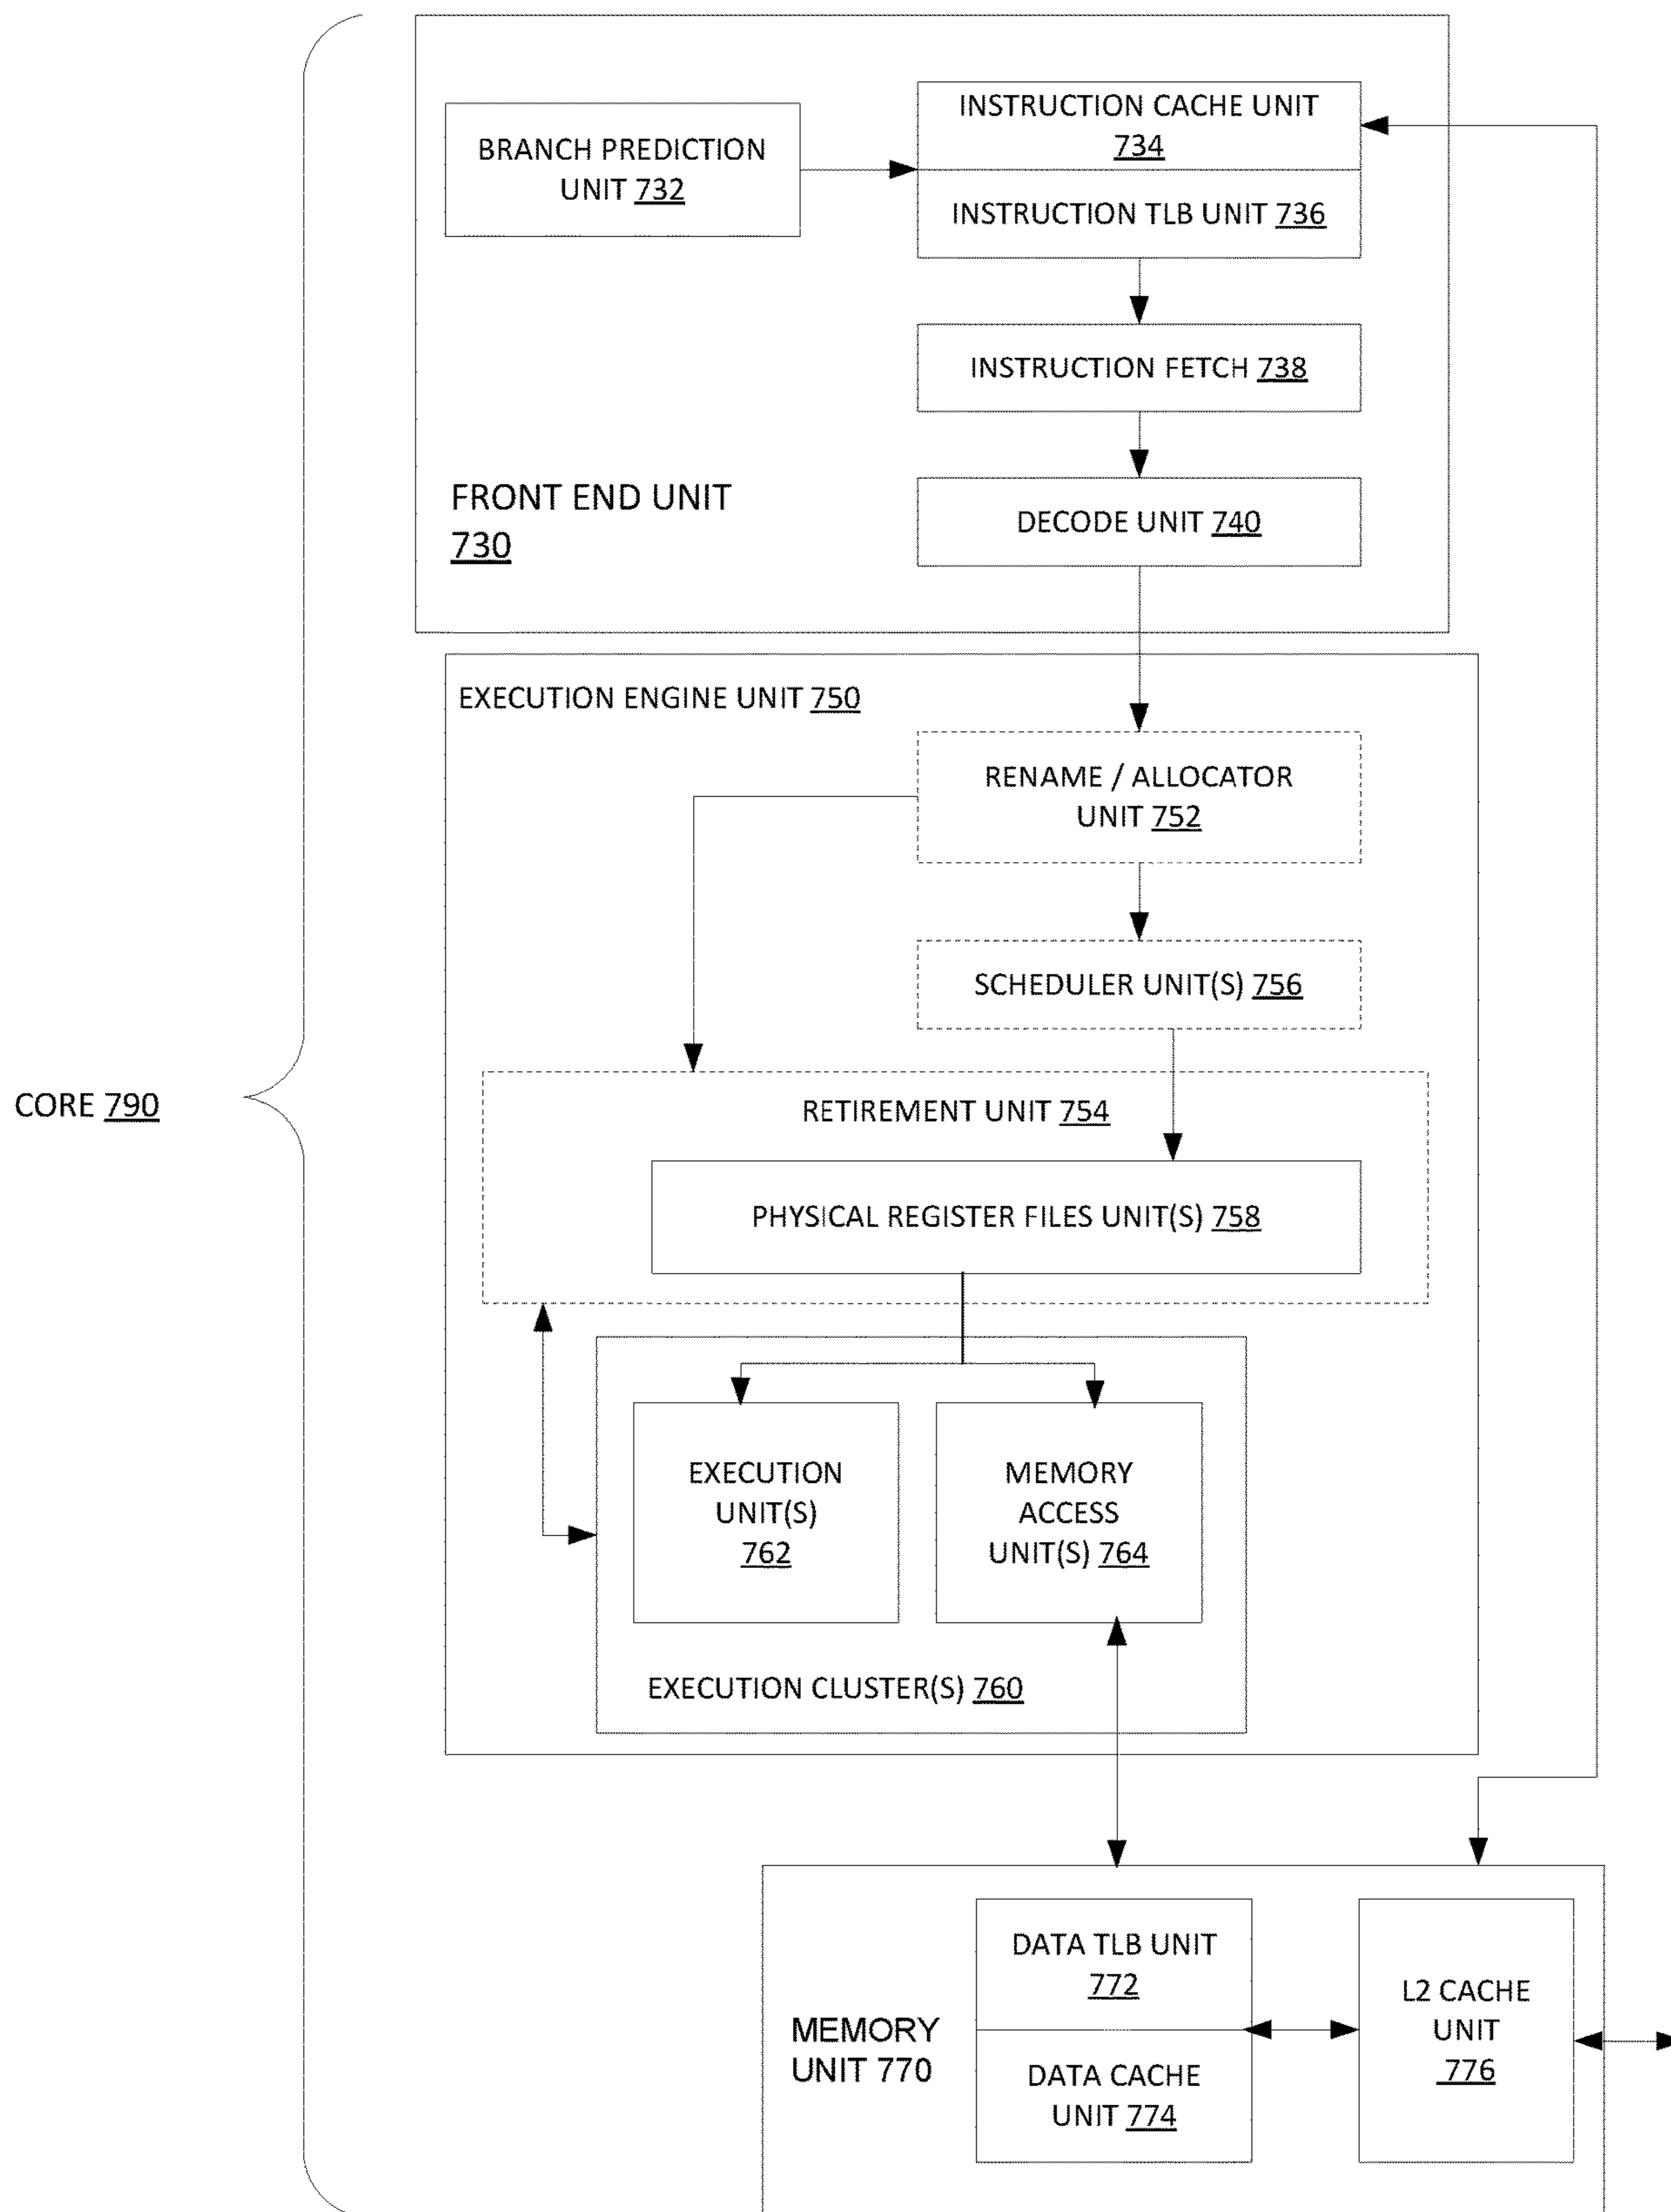 BRANCH PREDICTION
UNIT 732
INSTRUCTION CACHE UNIT
734
INSTRUCTION TLB UNIT 736
INSTRUCTION FETCH 738
FRONT END UNIT
730
DECODE UNIT 740
EXECUTION ENGINE UNIT 750
RENAME / ALLOCATOR
UNIT 752
SCHEDULER UNIT(S) 756
CORE 790
RETIREMENT UNIT 754
PHYSICAL REGISTER FILES UNIT(S) 758
EXECUTION
UNIT(S)
762
MEMORY
ACCESS
UNIT(S) 764
EXECUTION CLUSTER(S) 760
MEMORY
UNIT 770
DATA TLB UNIT
772
DATA CACHE
UNIT 774
L2 CACHE
UNIT
776